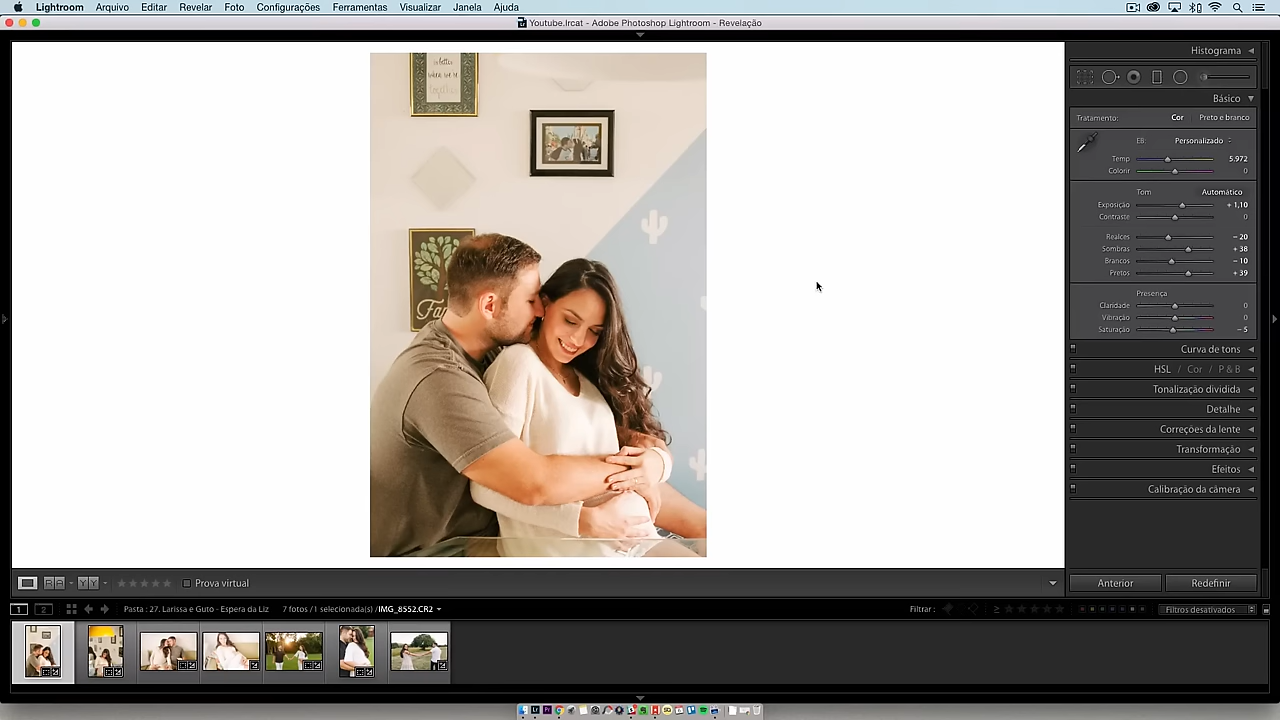 Lightroom Arquivo Editar Revelar Foto Configurações Ferramentas Visualizar Janela Ajuda
Youtube.lrcat - Adobe Photoshop Lightroom - Revelação
Histograma
Básico
Tratamento: Cor | Preto e branco
EB: Personalizado
Temp 5.972
Colorir 0
Tom Automático
Exposição + 1,10
Contraste 0
Realces − 20
Sombras + 38
Brancos − 10
Pretos + 39
Presença
Claridade 0
Vibração 0
Saturação − 5
Curva de tons
HSL / Cor / P & B
Tonalização dividida
Detalhe
Correções da lente
Transformação
Efeitos
Calibração da câmera
Prova virtual
Anterior Redefinir
1 2 Pasta : 27. Larissa e Guto - Espera da Liz 7 fotos /1 selecionada(s) /IMG_8552.CR2 Filtrar : Filtros desativados